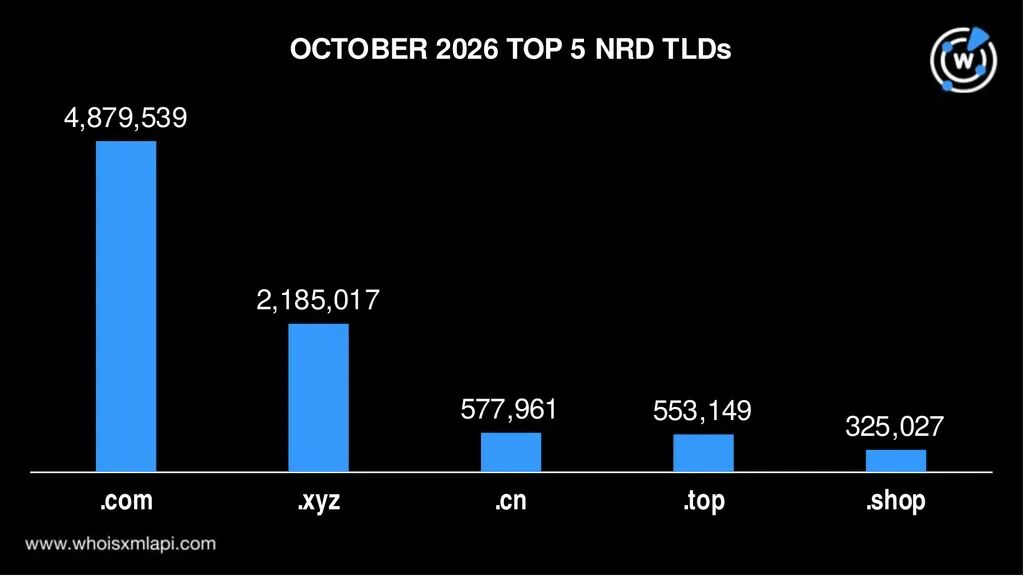 OCTOBER 2026 TOP 5 NRD TLDs
W
4,879,539
2,185,017
577,961
553,149
325,027
.com .xyz .cn .top .shop
www.whoisxmlapi.com